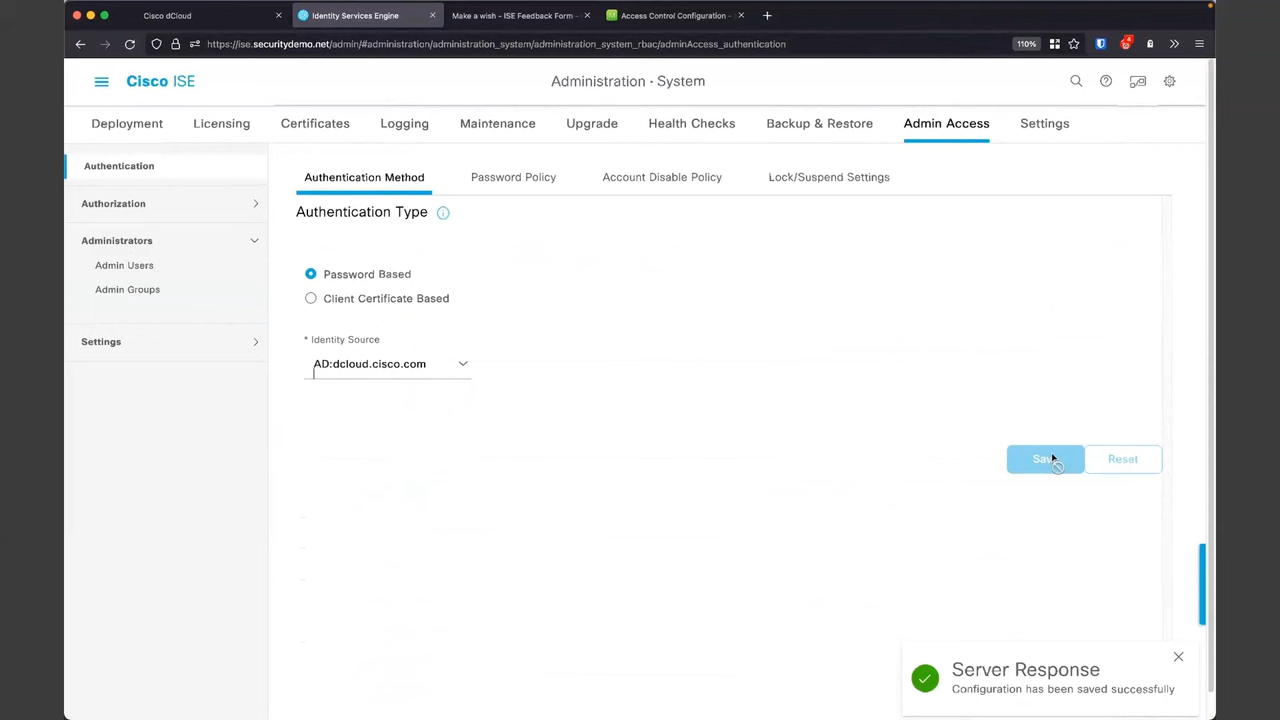 Cisco dCloud
Identity Services Engine
Make a wish - ISE Feedback Form -
Access Control Configuration -
https://ise.securitydemo.net/admin/#administration/administration_system/administration_system_rbac/adminAccess_authentication
110%
4
Cisco ISE
Administration · System
Deployment
Licensing
Certificates
Logging
Maintenance
Upgrade
Health Checks
Backup & Restore
Admin Access
Settings
Authentication
Authorization
Administrators
Admin Users
Admin Groups
Settings
Authentication Method
Password Policy
Account Disable Policy
Lock/Suspend Settings
Authentication Type
Password Based
Client Certificate Based
* Identity Source
AD:dcloud.cisco.com
Save
Reset
Server Response
Configuration has been saved successfully